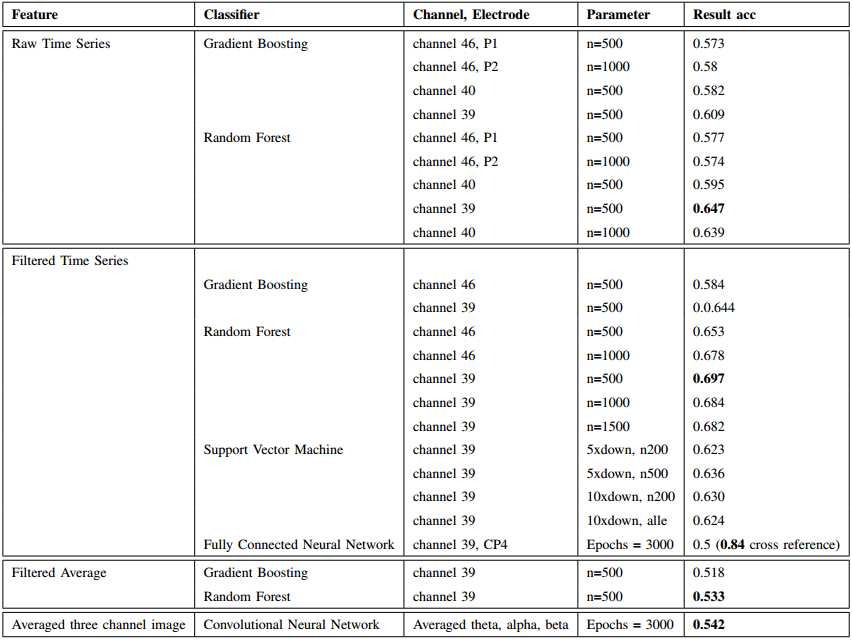 Feature Classifier Channel, Electrode Parameter Result acc
Raw Time Series Gradient Boosting channel 46, P1 n=500 0.573
channel 46, P2 n=1000 0.58
channel 40 n=500 0.582
channel 39 n=500 0.609
Random Forest channel 46, P1 n=500 0.577
channel 46, P2 n=1000 0.574
channel 40 n=500 0.595
channel 39 n=500 0.647
channel 40 n=1000 0.639
Filtered Time Series
Gradient Boosting channel 46 n=500 0.584
channel 39 n=500 0.0.644
Random Forest channel 46 n=500 0.653
channel 46 n=1000 0.678
channel 39 n=500 0.697
channel 39 n=1000 0.684
channel 39 n=1500 0.682
Support Vector Machine channel 39 5xdown, n200 0.623
channel 39 5xdown, n500 0.636
channel 39 10xdown, n200 0.630
channel 39 10xdown, alle 0.624
Fully Connected Neural Network channel 39, CP4 Epochs = 3000 0.5 (0.84 cross reference)
Filtered Average Gradient Boosting channel 39 n=500 0.518
Random Forest channel 39 n=500 0.533
Averaged three channel image Convolutional Neural Network Averaged theta, alpha, beta Epochs = 3000 0.542